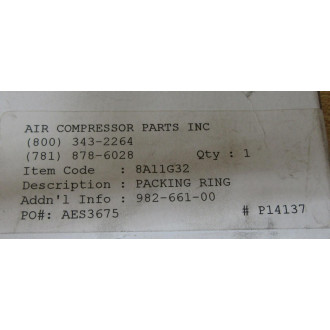 AIR COMPRESSOR PARTS INC
(800) 343-2264
(781) 878-6028 Qty : 1
Item Code : 8A11G32
Description : PACKING RING
Addn'l Info : 982-661-00
PO#: AES3675 # P14137